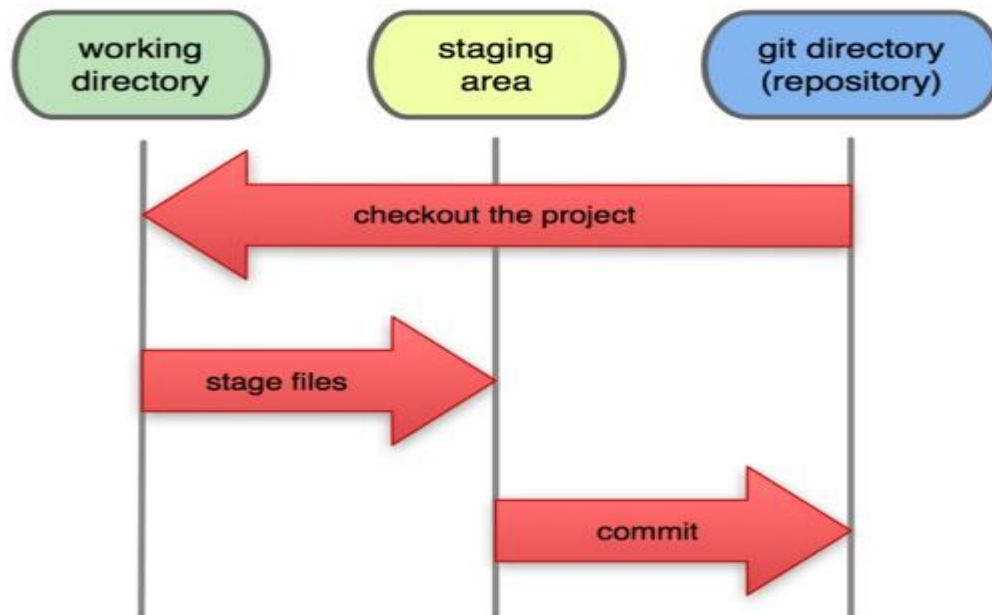 working
directory
staging
area
git directory
(repository)
checkout the project
stage files
commit